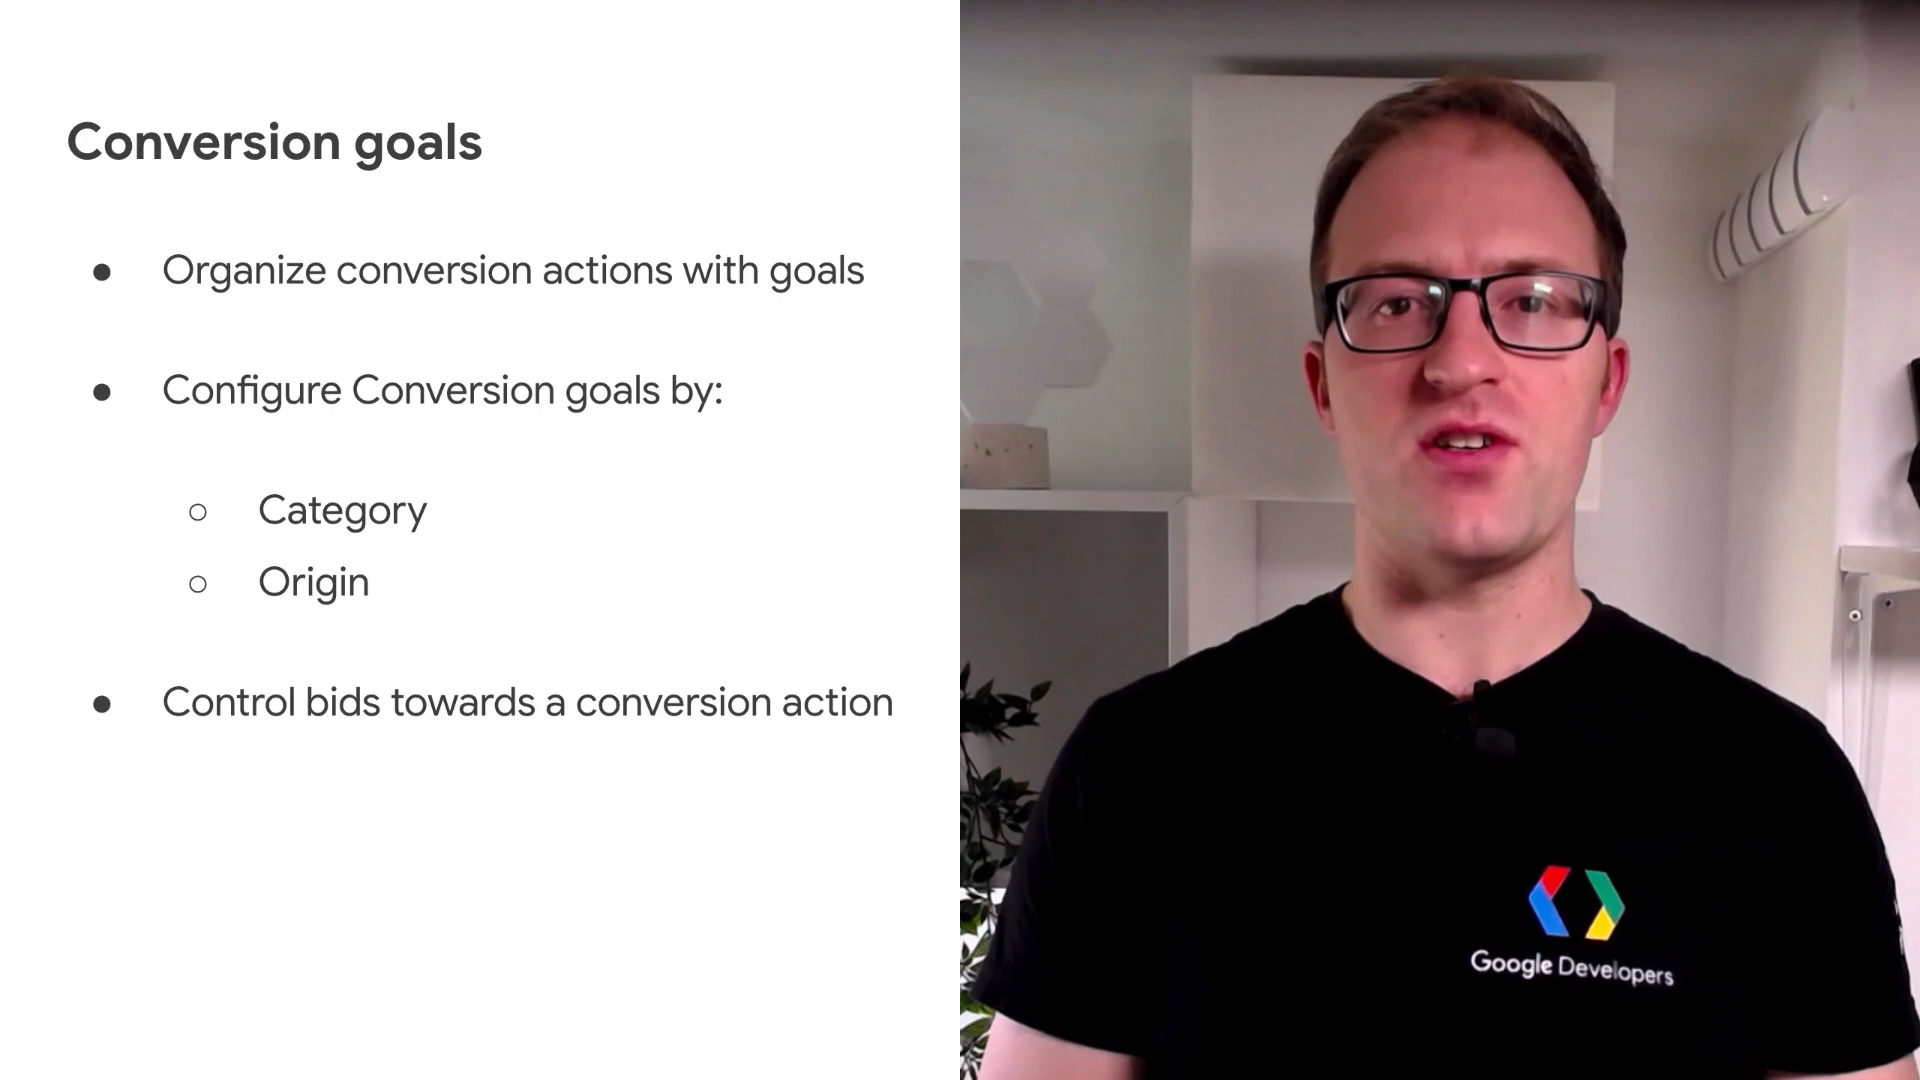 Conversion goals
● Organize conversion actions with goals
● Configure Conversion goals by:
○ Category
○ Origin
● Control bids towards a conversion action
Google Developers